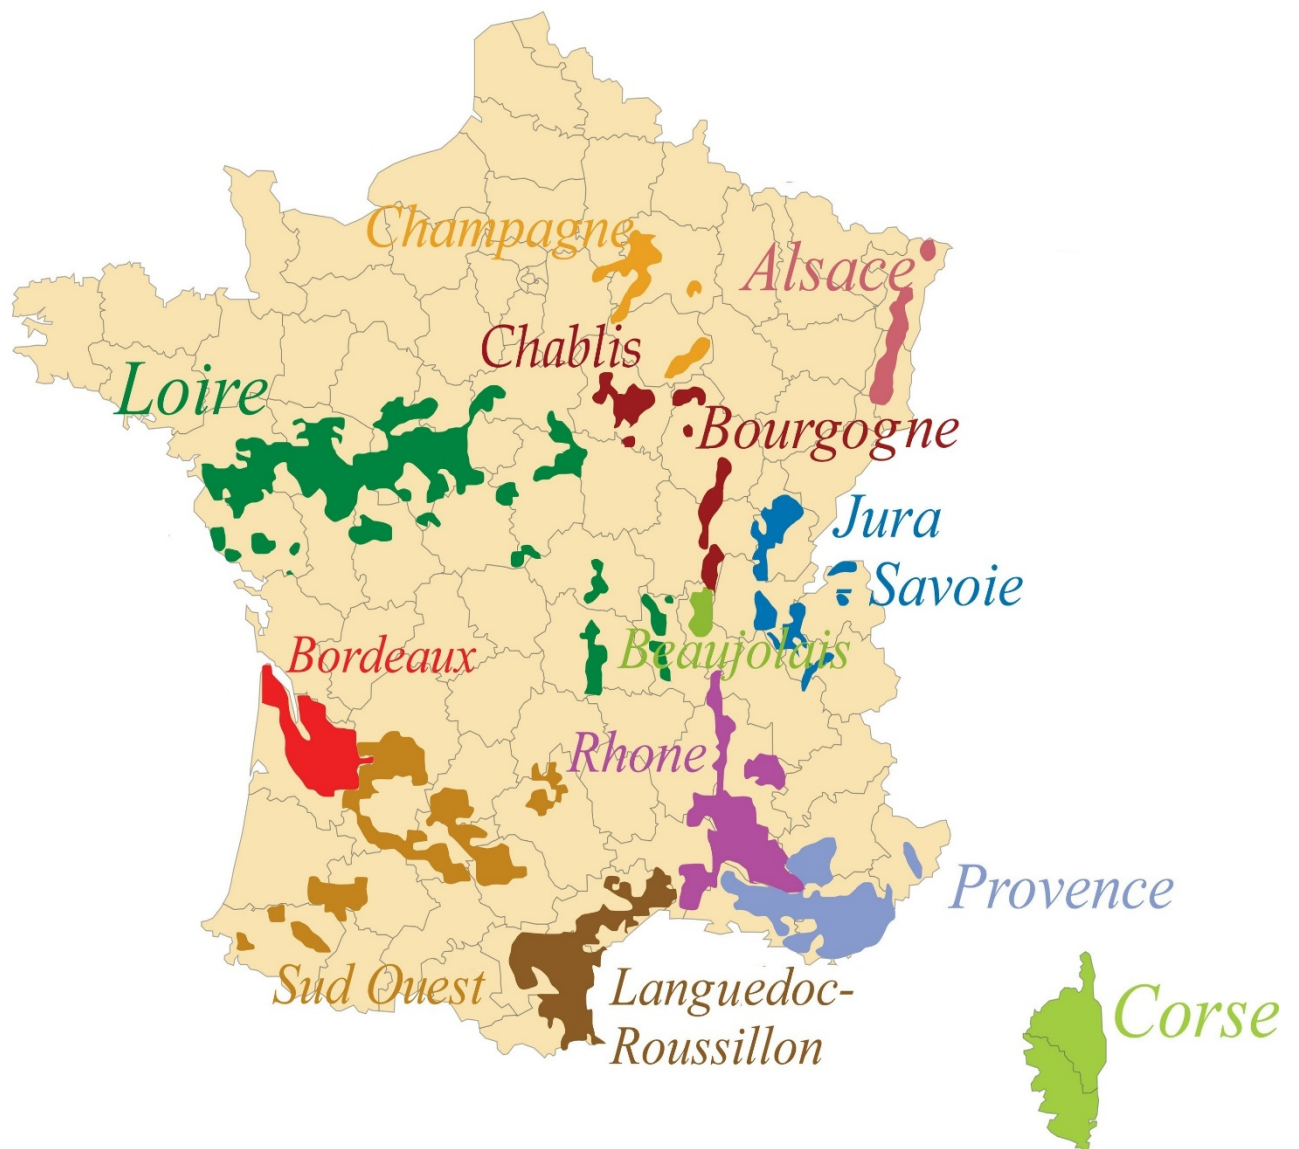 Champagne
Alsace
Chablis
Loire
Bourgogne
Jura
Savoie
Bordeaux
Beaujolais
Rhone
Provence
Sud Ouest
Languedoc-
Roussillon
Corse